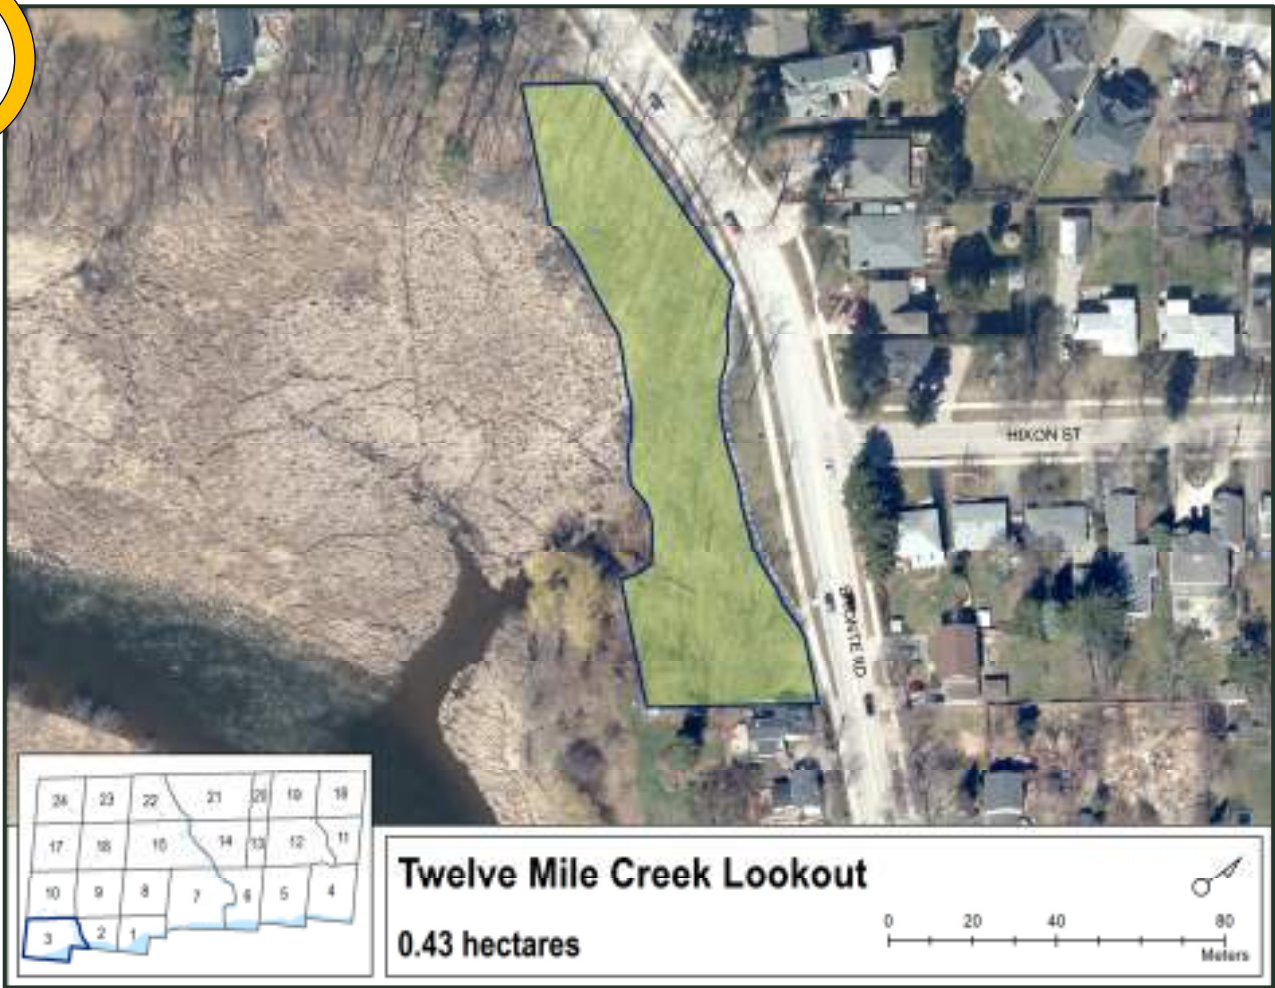 HIXON ST
BRONTE RD
24 23 22 21 20 19 18
17 16 15 14 13 12 11
10 9 8 7 6 5 4
3 2 1
Twelve Mile Creek Lookout
0.43 hectares
0 20 40 80
Meters